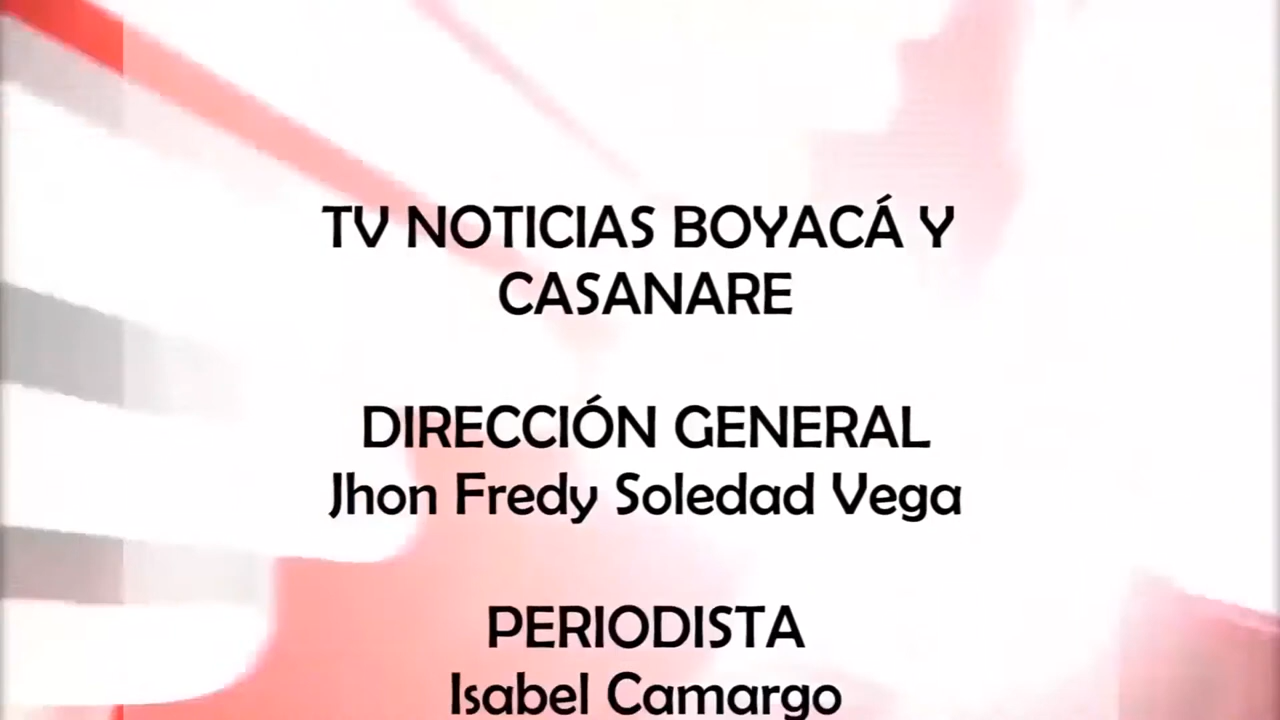 TV NOTICIAS BOYACÁ Y
CASANARE
DIRECCIÓN GENERAL
Jhon Fredy Soledad Vega
PERIODISTA
Isabel Camargo